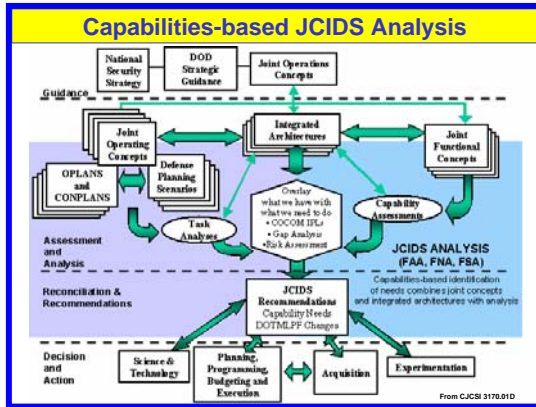 Capabilities-based JCIDS Analysis
National
Security
Strategy
DOD
Strategic
Guidance
Joint Operations
Concepts
Guidance
Joint
Operating
Concepts
Integrated
Architectures
Joint
Functional
Concepts
OPLANS
and
CONPLANS
Defense
Planning
Scenarios
Overlay
what we have with
what we need to do
• COCOM IPLs
• Gap Analysis
•Risk Assessment
Task
Analyses
Capability
Assessments
Assessment
and
Analysis
JCIDS ANALYSIS
(FAA, FNA, FSA)
Capabilities-based identification
of needs combines joint concepts
and integrated architectures with analysis
Reconciliation &
Recommendations
JCIDS
Recommendations
Capability Needs
DOTMLPF Changes
Decision
and
Action
Science &
Technology
Planning,
Programming,
Budgeting and
Execution
Acquisition
Experimentation
From CJCSI 3170.01D